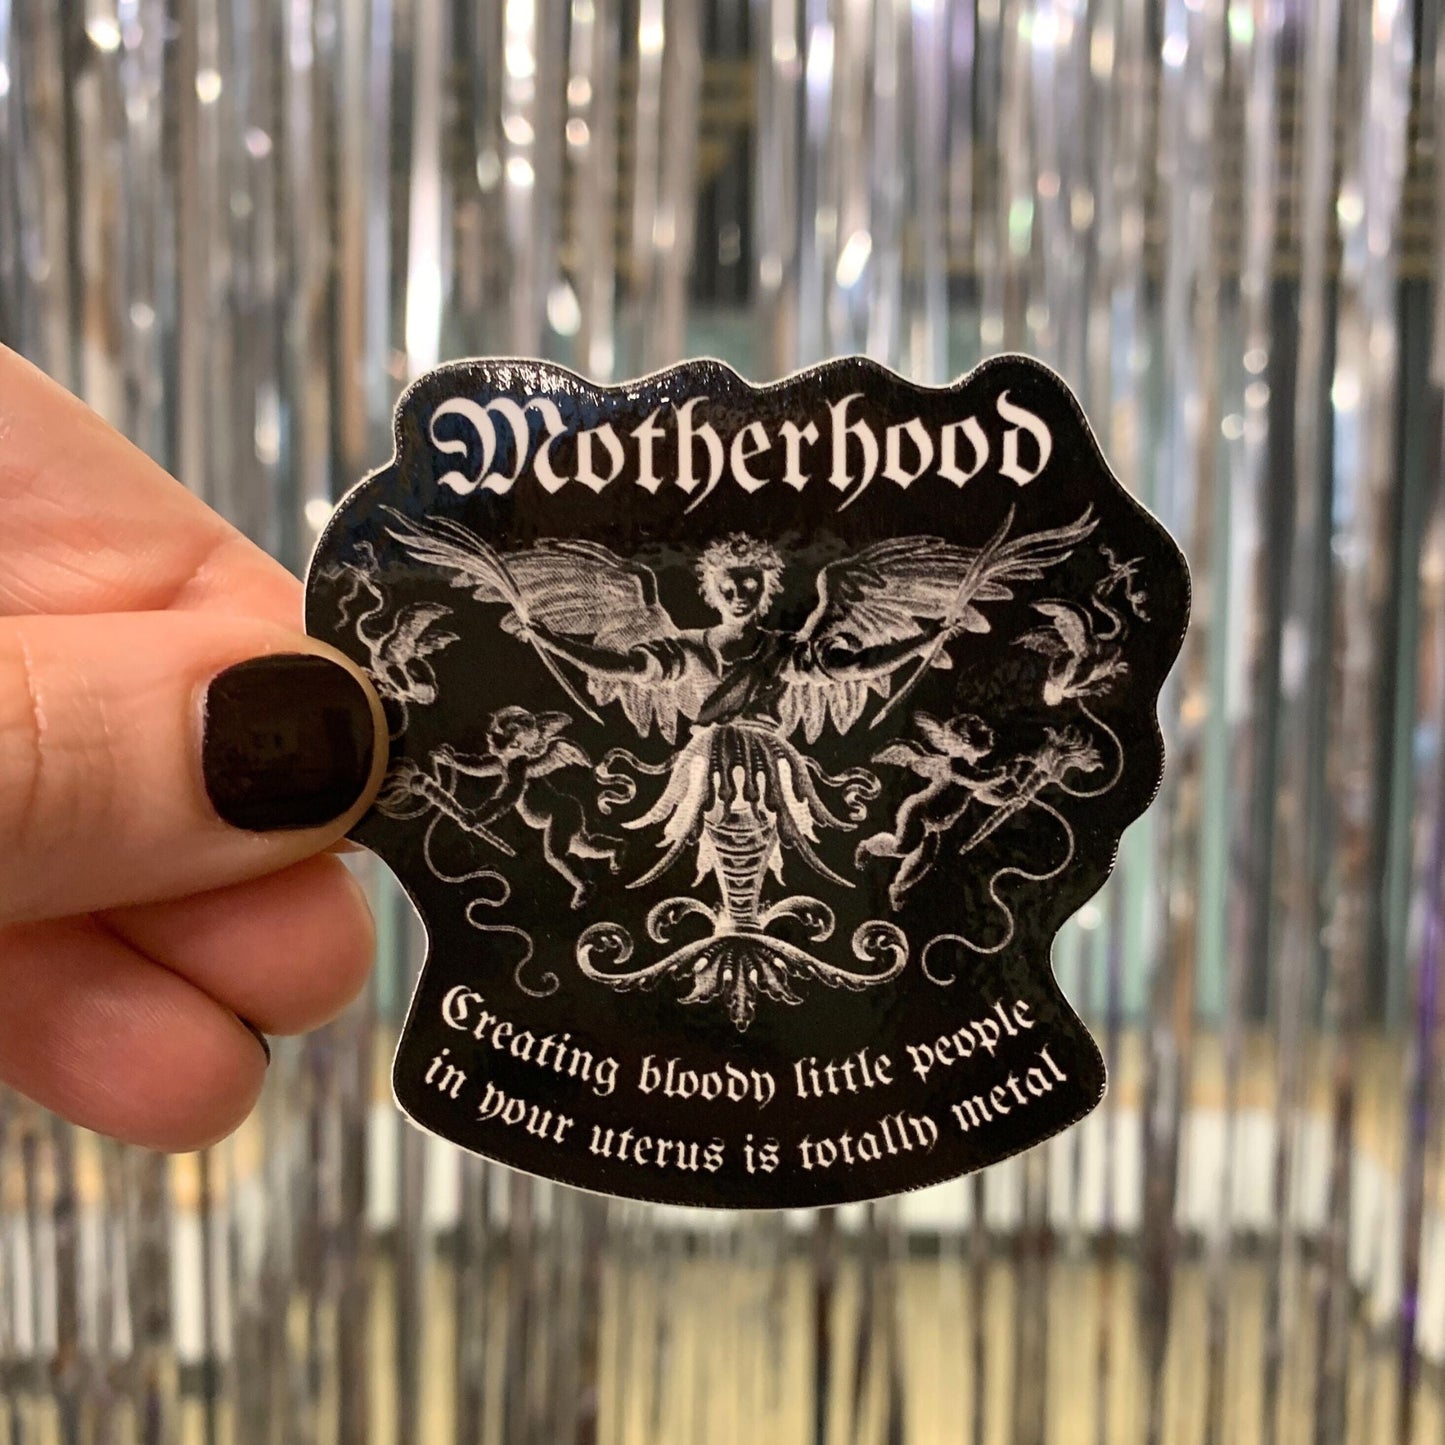 Motherhood
Creating bloody little people
in your uterus is totally metal